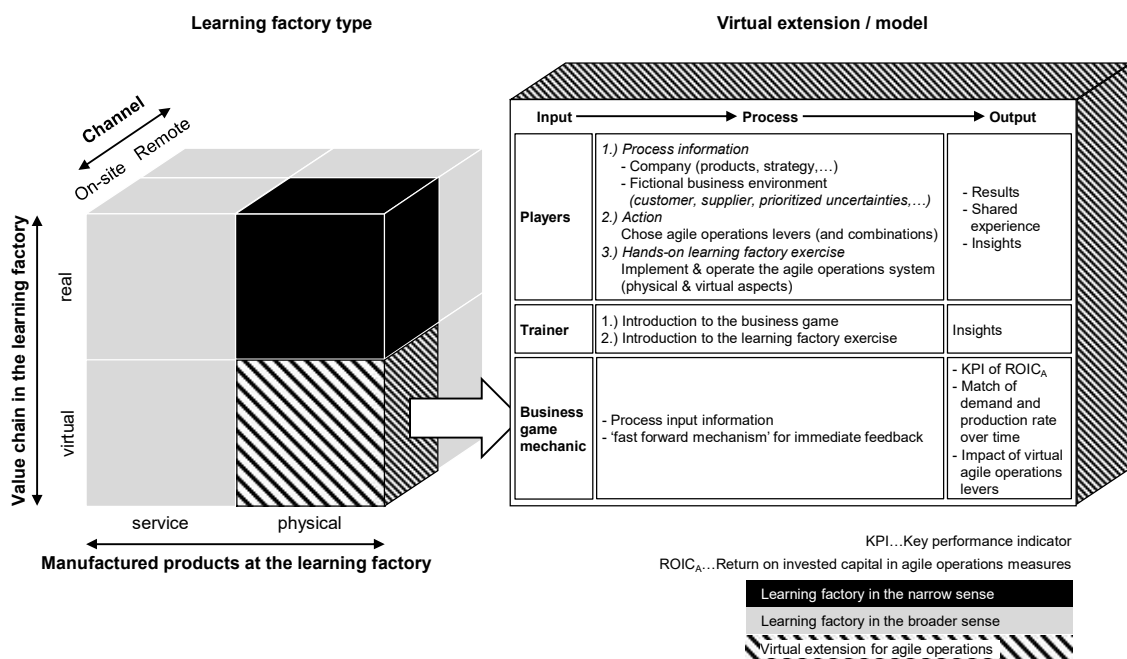 Learning factory type
Virtual extension / model
Channel
On-site
Remote
Value chain in the learning factory
real
virtual
service
physical
Manufactured products at the learning factory
Input
Process
Output
Players
1.) Process information
- Company (products, strategy,…)
- Fictional business environment
(customer, supplier, prioritized uncertainties,…)
2.) Action
Chose agile operations levers (and combinations)
3.) Hands-on learning factory exercise
Implement & operate the agile operations system
(physical & virtual aspects)
- Results
- Shared
experience
- Insights
Trainer
1.) Introduction to the business game
2.) Introduction to the learning factory exercise
Insights
Business
game
mechanic
- Process input information
- ‘fast forward mechanism’ for immediate feedback
- KPI of ROICA
- Match of
demand and
production rate
over time
- Impact of virtual
agile operations
levers
KPI…Key performance indicator
ROICA…Return on invested capital in agile operations measures
Learning factory in the narrow sense
Learning factory in the broader sense
Virtual extension for agile operations